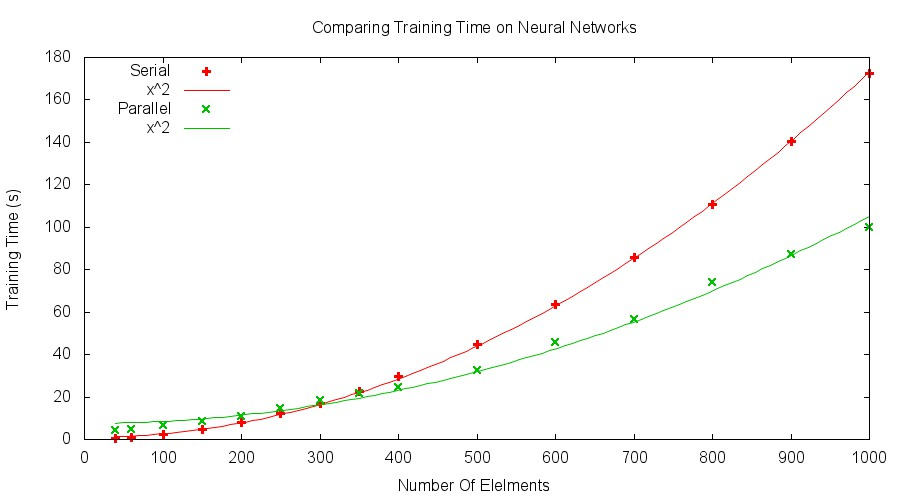 Comparing Training Time on Neural Networks
Serial
x^2
Parallel
x^2
180
160
140
120
100
80
60
40
20
0
Training Time (s)
0 100 200 300 400 500 600 700 800 900 1000
Number Of Elelments